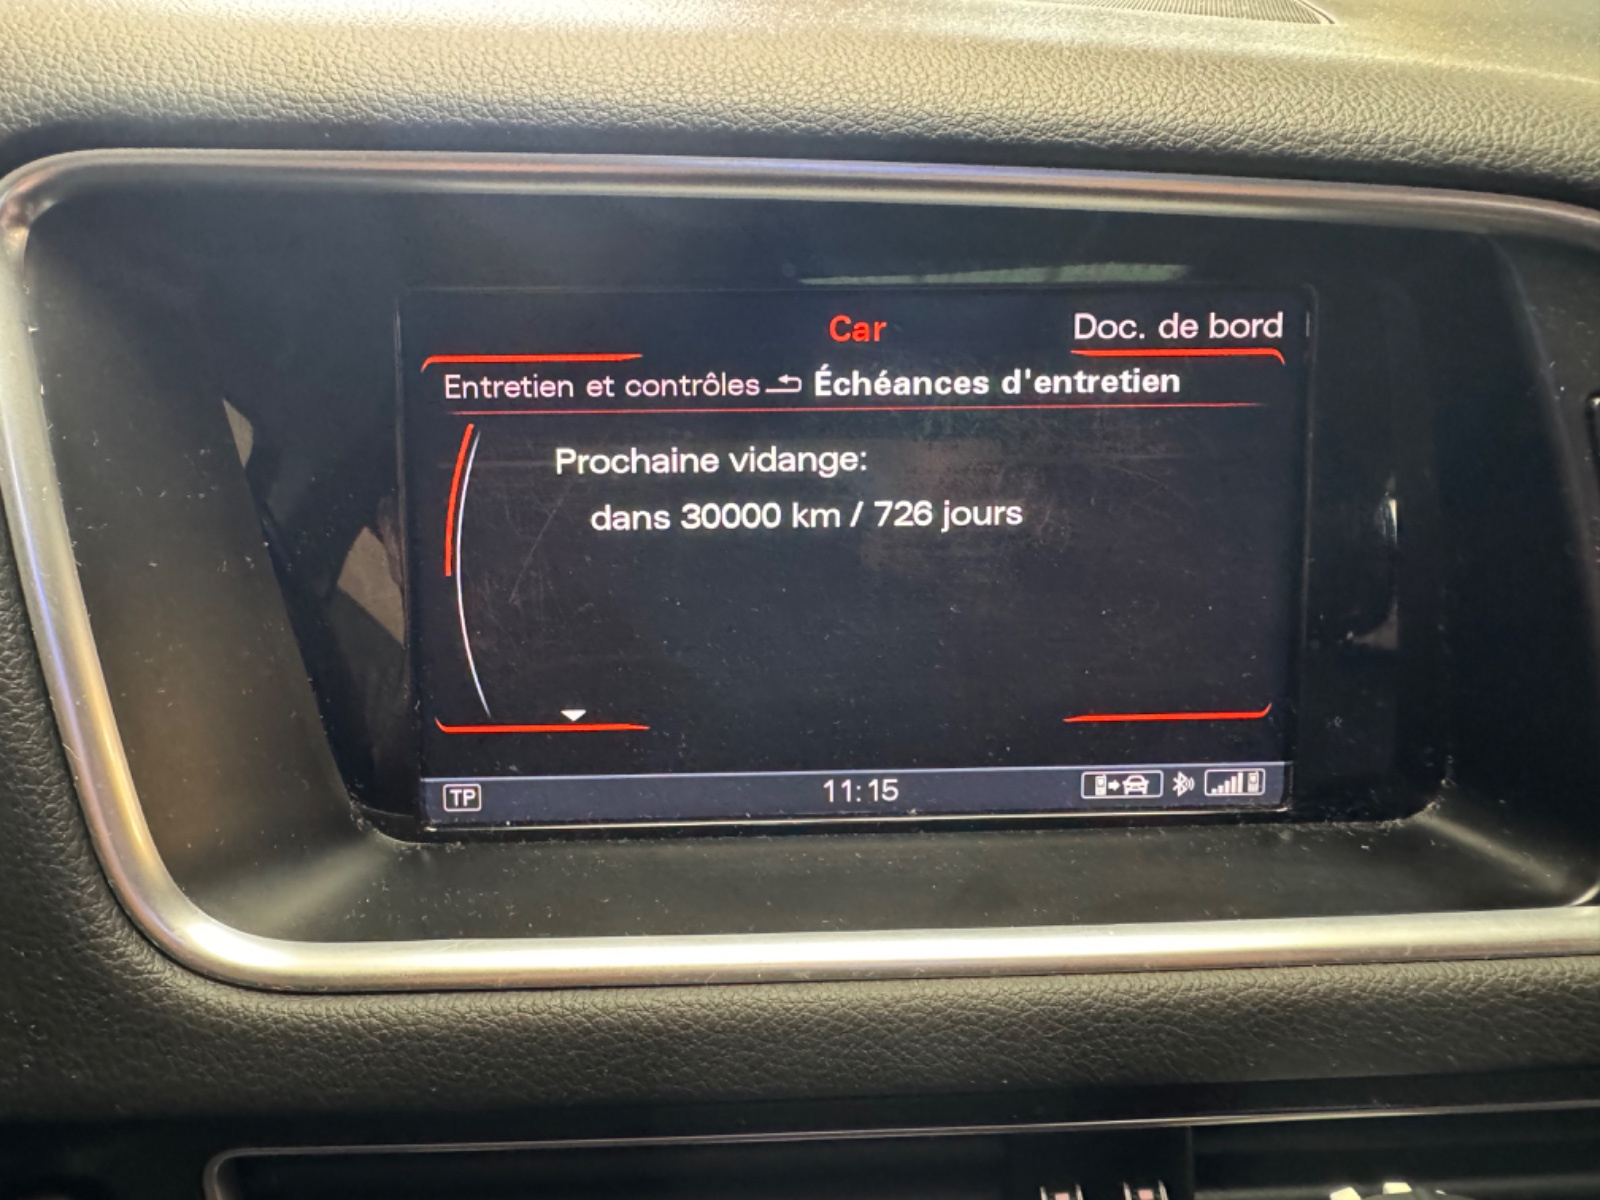 Car
Doc. de bord
Entretien et contrôles Échéances d'entretien
Prochaine vidange:
dans 30000 km / 726 jours
TP
11:15